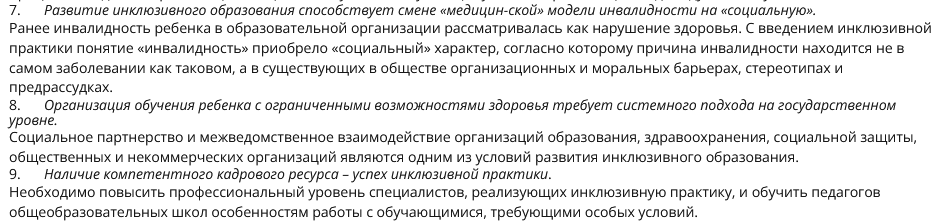 7. Развитие инклюзивного образования способствует смене «медицин-ской» модели инвалидности на «социальную».
Ранее инвалидность ребенка в образовательной организации рассматривалась как нарушение здоровья. С введением инклюзивной
практики понятие «инвалидность» приобрело «социальный» характер, согласно которому причина инвалидности находится не в
самом заболевании как таковом, а в существующих в обществе организационных и моральных барьерах, стереотипах и
предрассудках.
8. Организация обучения ребенка с ограниченными возможностями здоровья требует системного подхода на государственном
уровне.
Социальное партнерство и межведомственное взаимодействие организаций образования, здравоохранения, социальной защиты,
общественных и некоммерческих организаций являются одним из условий развития инклюзивного образования.
9. Наличие компетентного кадрового ресурса – успех инклюзивной практики.
Необходимо повысить профессиональный уровень специалистов, реализующих инклюзивную практику, и обучить педагогов
общеобразовательных школ особенностям работы с обучающимися, требующими особых условий.